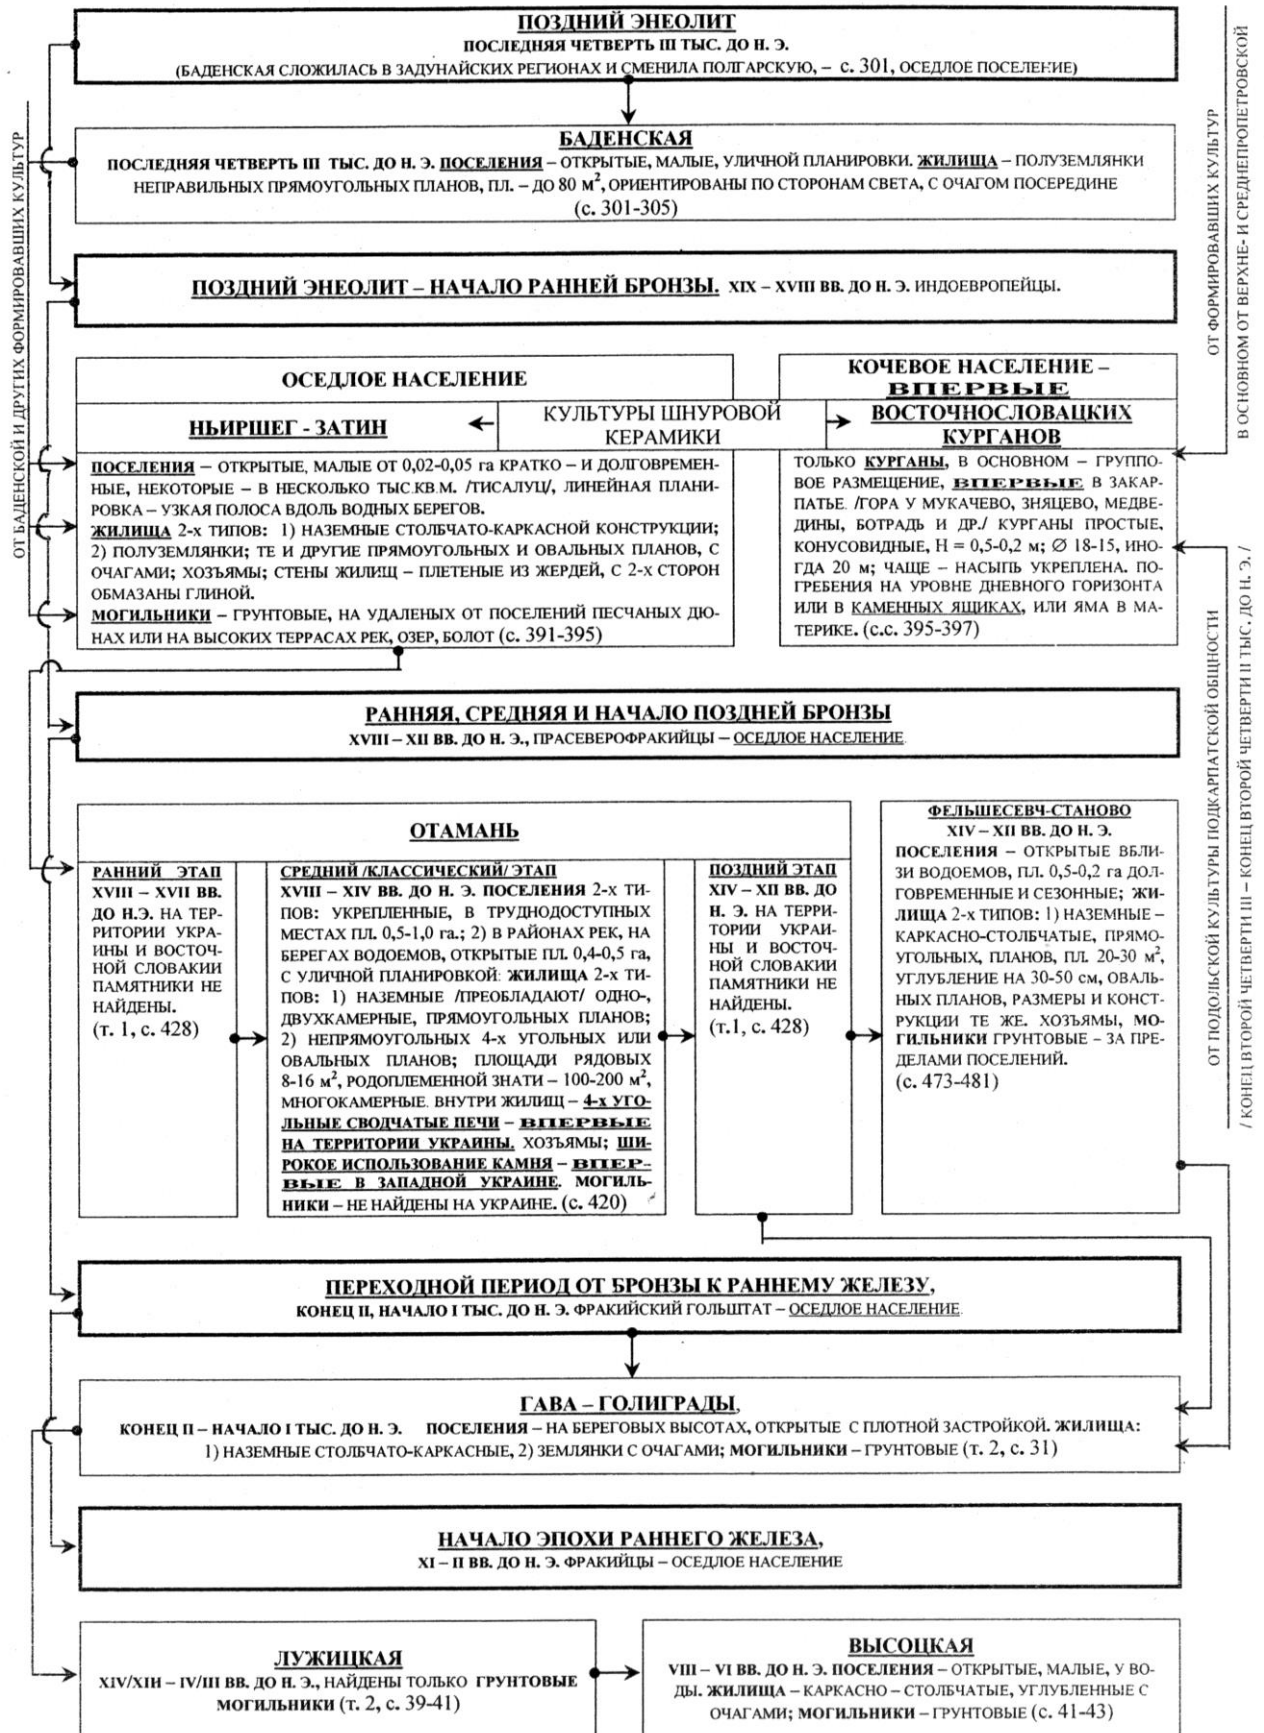 ПОЗДНИЙ ЭНЕОЛИТ
ПОСЛЕДНЯЯ ЧЕТВЕРТЬ III ТЫС. ДО Н. Э.
(БАДЕНСКАЯ СЛОЖИЛАСЬ В ЗАДУНАЙСКИХ РЕГИОНАХ И СМЕНИЛА ПОЛГАРСКУЮ, – с. 301, ОСЕДЛОЕ ПОСЕЛЕНИЕ)
БАДЕНСКАЯ
ПОСЛЕДНЯЯ ЧЕТВЕРТЬ III ТЫС. ДО Н. Э. ПОСЕЛЕНИЯ – ОТКРЫТЫЕ, МАЛЫЕ, УЛИЧНОЙ ПЛАНИРОВКИ. ЖИЛИЩА – ПОЛУЗЕМЛЯНКИ
НЕПРАВИЛЬНЫХ ПРЯМОУГОЛЬНЫХ ПЛАНОВ, ПЛ. – ДО 80 м², ОРИЕНТИРОВАНЫ ПО СТОРОНАМ СВЕТА, С ОЧАГОМ ПОСЕРЕДИНЕ
(с. 301-305)
ПОЗДНИЙ ЭНЕОЛИТ – НАЧАЛО РАННЕЙ БРОНЗЫ. XIX – XVIII ВВ. ДО Н. Э. ИНДОЕВРОПЕЙЦЫ.
ОСЕДЛОЕ НАСЕЛЕНИЕ
КОЧЕВОЕ НАСЕЛЕНИЕ –
ВПЕРВЫЕ
НЬИРШЕГ - ЗАТИН
КУЛЬТУРЫ ШНУРОВОЙ
КЕРАМИКИ
ВОСТОЧНОСЛОВАЦКИХ
КУРГАНОВ
ПОСЕЛЕНИЯ – ОТКРЫТЫЕ, МАЛЫЕ ОТ 0,02-0,05 га КРАТКО – И ДОЛГОВРЕМЕН-
НЫЕ, НЕКОТОРЫЕ – В НЕСКОЛЬКО ТЫС.КВ.М. /ТИСАЛУЦ/, ЛИНЕЙНАЯ ПЛАНИ-
РОВКА – УЗКАЯ ПОЛОСА ВДОЛЬ ВОДНЫХ БЕРЕГОВ.
ЖИЛИЩА 2-х ТИПОВ: 1) НАЗЕМНЫЕ СТОЛБЧАТО-КАРКАСНОЙ КОНСТРУКЦИИ;
2) ПОЛУЗЕМЛЯНКИ; ТЕ И ДРУГИЕ ПРЯМОУГОЛЬНЫХ И ОВАЛЬНЫХ ПЛАНОВ, С
ОЧАГАМИ; ХОЗЪЯМЫ; СТЕНЫ ЖИЛИЩ – ПЛЕТЕНЫЕ ИЗ ЖЕРДЕЙ, С 2-х СТОРОН
ОБМАЗАНЫ ГЛИНОЙ.
МОГИЛЬНИКИ – ГРУНТОВЫЕ, НА УДАЛЕНЫХ ОТ ПОСЕЛЕНИЙ ПЕСЧАНЫХ ДЮ-
НАХ ИЛИ НА ВЫСОКИХ ТЕРРАСАХ РЕК, ОЗЕР, БОЛОТ (с. 391-395)
ТОЛЬКО КУРГАНЫ, В ОСНОВНОМ – ГРУППО-
ВОЕ РАЗМЕЩЕНИЕ, ВПЕРВЫЕ В ЗАКАР-
ПАТЬЕ. /ГОРА У МУКАЧЕВО, ЗНЯЦЕВО, МЕДВЕ-
ДИНЫ, БОТРАДЬ И ДР./ КУРГАНЫ ПРОСТЫЕ,
КОНУСОВИДНЫЕ, Н = 0,5-0,2 м; Ø 18-15, ИНО-
ГДА 20 м; ЧАЩЕ – НАСЫПЬ УКРЕПЛЕНА. ПО-
ГРЕБЕНИЯ НА УРОВНЕ ДНЕВНОГО ГОРИЗОНТА
ИЛИ В КАМЕННЫХ ЯЩИКАХ, ИЛИ ЯМА В МА-
ТЕРИКЕ. (с.с. 395-397)
РАННЯЯ, СРЕДНЯЯ И НАЧАЛО ПОЗДНЕЙ БРОНЗЫ
XVIII – XII ВВ. ДО Н. Э., ПРАСЕВЕРОФРАКИЙЦЫ – ОСЕДЛОЕ НАСЕЛЕНИЕ.
ОТАМАНЬ
РАННИЙ ЭТАП
XVIII – XVII ВВ.
ДО Н.Э. НА ТЕР-
РИТОРИИ УКРА-
ИНЫ И ВОСТОЧ-
НОЙ СЛОВАКИИ
ПАМЯТНИКИ НЕ
НАЙДЕНЫ.
(т. 1, с. 428)
СРЕДНИЙ /КЛАССИЧЕСКИЙ/ ЭТАП
XVIII – XIV ВВ. ДО Н. Э. ПОСЕЛЕНИЯ 2-х ТИ-
ПОВ: УКРЕПЛЕННЫЕ, В ТРУДНОДОСТУПНЫХ
МЕСТАХ ПЛ. 0,5-1,0 га.; 2) В РАЙОНАХ РЕК, НА
БЕРЕГАХ ВОДОЕМОВ, ОТКРЫТЫЕ ПЛ. 0,4-0,5 га,
С УЛИЧНОЙ ПЛАНИРОВКОЙ: ЖИЛИЩА 2-х ТИ-
ПОВ: 1) НАЗЕМНЫЕ /ПРЕОБЛАДАЮТ/ ОДНО-,
ДВУХКАМЕРНЫЕ, ПРЯМОУГОЛЬНЫХ ПЛАНОВ;
2) НЕПРЯМОУГОЛЬНЫХ 4-х УГОЛЬНЫХ ИЛИ
ОВАЛЬНЫХ ПЛАНОВ; ПЛОЩАДИ РЯДОВЫХ
8-16 м², РОДОПЛЕМЕННОЙ ЗНАТИ – 100-200 м²,
МНОГОКАМЕРНЫЕ. ВНУТРИ ЖИЛИЩ – 4-х УГО-
ЛЬНЫЕ СВОДЧАТЫЕ ПЕЧИ – ВПЕРВЫЕ
НА ТЕРРИТОРИИ УКРАИНЫ. ХОЗЪЯМЫ; ШИ-
РОКОЕ ИСПОЛЬЗОВАНИЕ КАМНЯ – ВПЕР-
ВЫЕ В ЗАПАДНОЙ УКРАИНЕ. МОГИЛЬ-
НИКИ – НЕ НАЙДЕНЫ НА УКРАИНЕ. (с. 420)
ПОЗДНИЙ ЭТАП
XIV – XII ВВ. ДО
Н. Э. НА ТЕРРИ-
ТОРИИ УКРАИ-
НЫ И ВОСТОЧ-
НОЙ СЛОВАКИИ
ПАМЯТНИКИ НЕ
НАЙДЕНЫ.
(т.1, с. 428)
ФЕЛЬШЕСЕВЧ-СТАНОВО
XIV – XII ВВ. ДО Н. Э.
ПОСЕЛЕНИЯ – ОТКРЫТЫЕ ВБЛИ-
ЗИ ВОДОЕМОВ, ПЛ. 0,5-0,2 га ДОЛ-
ГОВРЕМЕННЫЕ И СЕЗОННЫЕ; ЖИ-
ЛИЩА 2-х ТИПОВ: 1) НАЗЕМНЫЕ –
КАРКАСНО-СТОЛБЧАТЫЕ, ПРЯМО-
УГОЛЬНЫХ, ПЛАНОВ, ПЛ. 20-30 м²,
УГЛУБЛЕНИЕ НА 30-50 см, ОВАЛЬ-
НЫХ ПЛАНОВ, РАЗМЕРЫ И КОНСТ-
РУКЦИИ ТЕ ЖЕ. ХОЗЪЯМЫ, МО-
ГИЛЬНИКИ ГРУНТОВЫЕ – ЗА ПРЕ-
ДЕЛАМИ ПОСЕЛЕНИЙ.
(с. 473-481)
ПЕРЕХОДНОЙ ПЕРИОД ОТ БРОНЗЫ К РАННЕМУ ЖЕЛЕЗУ,
КОНЕЦ II, НАЧАЛО I ТЫС. ДО Н. Э. ФРАКИЙСКИЙ ГОЛЬШТАТ – ОСЕДЛОЕ НАСЕЛЕНИЕ.
ГАВА – ГОЛИГРАДЫ,
КОНЕЦ II – НАЧАЛО I ТЫС. ДО Н. Э. ПОСЕЛЕНИЯ – НА БЕРЕГОВЫХ ВЫСОТАХ, ОТКРЫТЫЕ С ПЛОТНОЙ ЗАСТРОЙКОЙ. ЖИЛИЩА:
1) НАЗЕМНЫЕ СТОЛБЧАТО-КАРКАСНЫЕ, 2) ЗЕМЛЯНКИ С ОЧАГАМИ; МОГИЛЬНИКИ – ГРУНТОВЫЕ (т. 2, с. 31)
НАЧАЛО ЭПОХИ РАННЕГО ЖЕЛЕЗА,
XI – II ВВ. ДО Н. Э. ФРАКИЙЦЫ – ОСЕДЛОЕ НАСЕЛЕНИЕ
ЛУЖИЦКАЯ
XIV/XIII – IV/III ВВ. ДО Н. Э., НАЙДЕНЫ ТОЛЬКО ГРУНТОВЫЕ
МОГИЛЬНИКИ (т. 2, с. 39-41)
ВЫСОЦКАЯ
VIII – VI ВВ. ДО Н. Э. ПОСЕЛЕНИЯ – ОТКРЫТЫЕ, МАЛЫЕ, У ВО-
ДЫ. ЖИЛИЩА – КАРКАСНО – СТОЛБЧАТЫЕ, УГЛУБЛЕННЫЕ С
ОЧАГАМИ; МОГИЛЬНИКИ – ГРУНТОВЫЕ (с. 41-43)
ОТ БАДЕНСКОЙ И ДРУГИХ ФОРМИРОВАВШИХ КУЛЬТУР
ОТ ФОРМИРОВАВШИХ КУЛЬТУР
В ОСНОВНОМ ОТ ВЕРХНЕ- И СРЕДНЕПРОПЕТРОВСКОЙ
ОТ ПОДОЛЬСКОЙ КУЛЬТУРЫ ПОДКАРПАТСКОЙ ОБЩНОСТИ
/ КОНЕЦ ВТОРОЙ ЧЕТВЕРТИ III – КОНЕЦ ВТОРОЙ ЧЕТВЕРТИ II ТЫС. ДО Н. Э. /